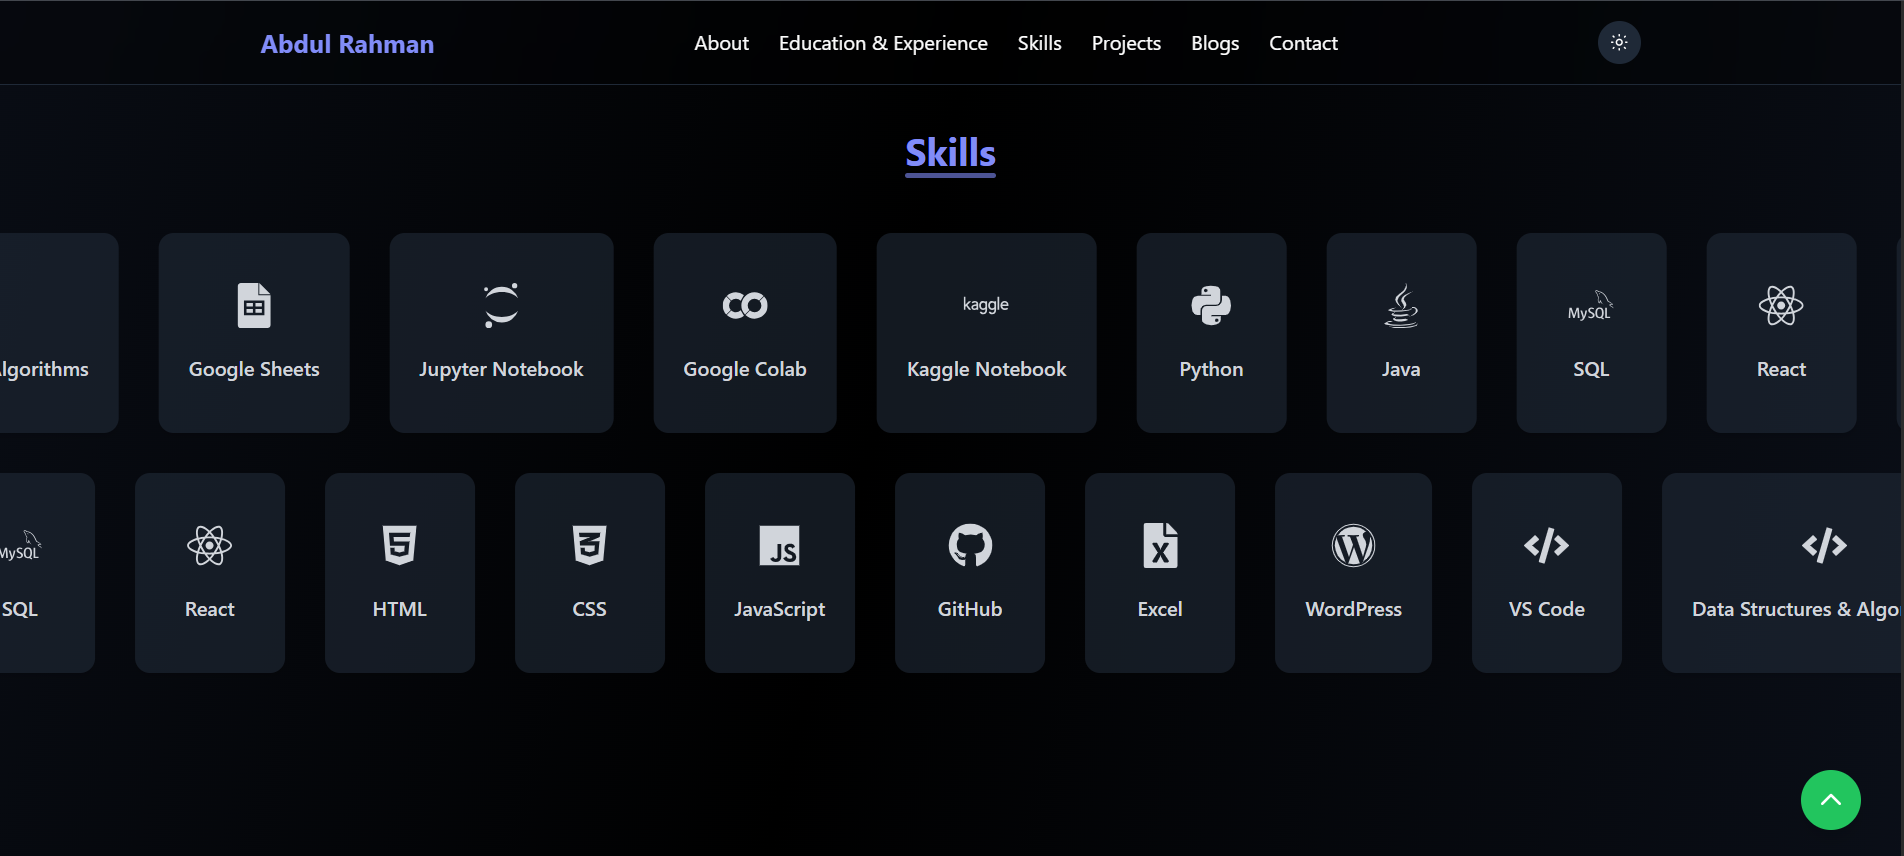 Abdul Rahman
About Education & Experience Skills Projects Blogs Contact
Skills
kaggle
MySQL
lgorithms Google Sheets Jupyter Notebook Google Colab Kaggle Notebook Python Java SQL React
MySQL JS
SQL React HTML CSS JavaScript GitHub Excel WordPress VS Code Data Structures & Algo